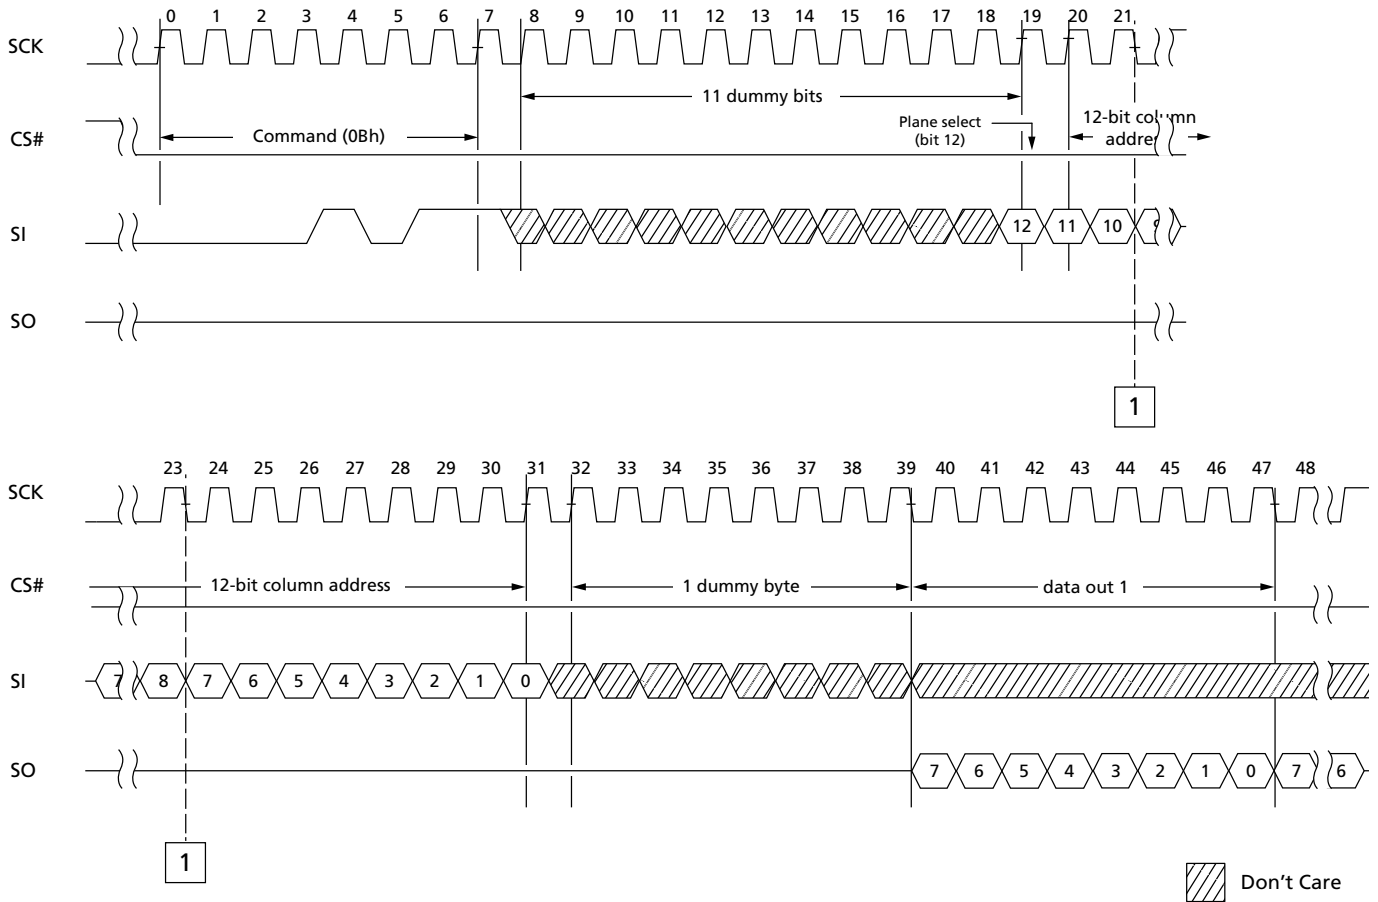 0 1 2 3 4 5 6 7 8 9 10 11 12 13 14 15 16 17 18 19 20 21
SCK
11 dummy bits
CS#
Command (0Bh)
Plane select
(bit 12)
12-bit column
addre
SI
12 11 10
SO
1
23 24 25 26 27 28 29 30 31 32 33 34 35 36 37 38 39 40 41 42 43 44 45 46 47 48
SCK
CS#
12-bit column address
1 dummy byte
data out 1
SI
7 8 7 6 5 4 3 2 1 0
SO
7 6 5 4 3 2 1 0 7 6
1
Don't Care